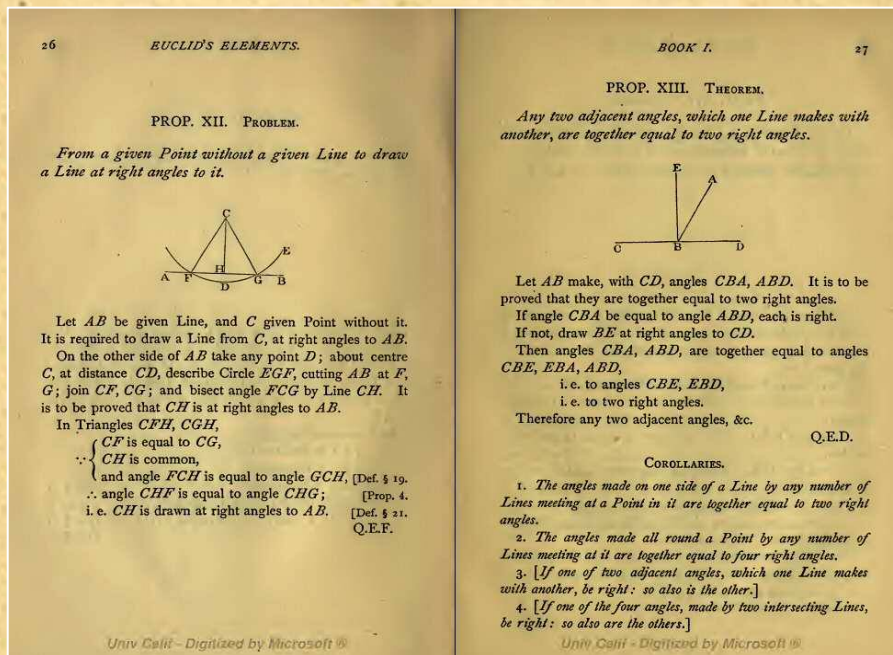 26 EUCLID'S ELEMENTS.
PROP. XII. PROBLEM.
From a given Point without a given Line to draw
a Line at right angles to it.
C
E
H
A F D G B
Let AB be given Line, and C given Point without it.
It is required to draw a Line from C, at right angles to AB.
On the other side of AB take any point D; about centre
C, at distance CD, describe Circle EGF, cutting AB at F,
G; join CF, CG; and bisect angle FCG by Line CH. It
is to be proved that CH is at right angles to AB.
In Triangles CFH, CGH,
CF is equal to CG,
∵ CH is common,
and angle FCH is equal to angle GCH, [Def. § 19.
∴ angle CHF is equal to angle CHG; [Prop. 4.
i. e. CH is drawn at right angles to AB. [Def. § 21.
Q.E.F.
Univ Calif - Digitized by Microsoft ®
BOOK I. 27
PROP. XIII. THEOREM.
Any two adjacent angles, which one Line makes with
another, are together equal to two right angles.
E
A
C B D
Let AB make, with CD, angles CBA, ABD. It is to be
proved that they are together equal to two right angles.
If angle CBA be equal to angle ABD, each is right.
If not, draw BE at right angles to CD.
Then angles CBA, ABD, are together equal to angles
CBE, EBA, ABD,
i. e. to angles CBE, EBD,
i. e. to two right angles.
Therefore any two adjacent angles, &c.
Q.E.D.
COROLLARIES.
1. The angles made on one side of a Line by any number of
Lines meeting at a Point in it are together equal to two right
angles.
2. The angles made all round a Point by any number of
Lines meeting at it are together equal to four right angles.
3. [If one of two adjacent angles, which one Line makes
with another, be right: so also is the other.]
4. [If one of the four angles, made by two intersecting Lines,
be right: so also are the others.]
Univ Calif - Digitized by Microsoft ®